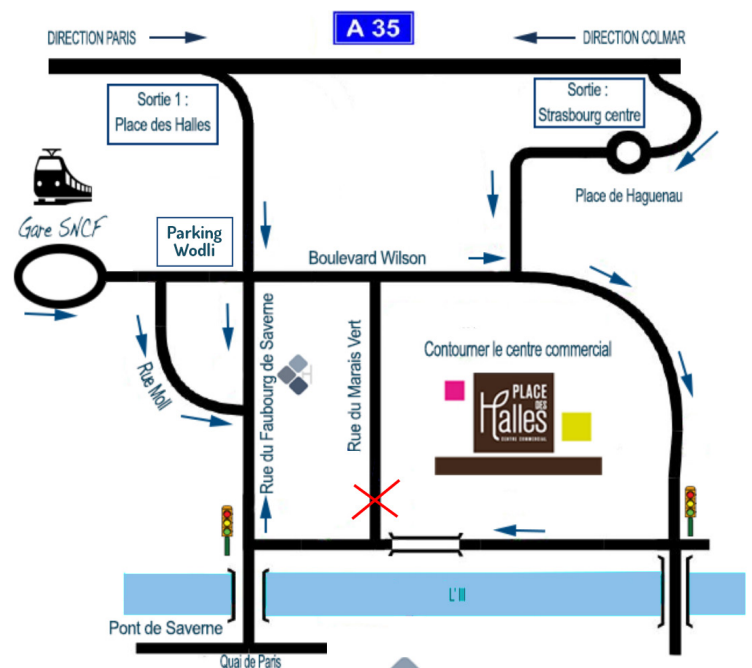 A 35
DIRECTION PARIS
DIRECTION COLMAR
Sortie 1 :
Place des Halles
Sortie :
Strasbourg centre
Place de Haguenau
Gare SNCF
Parking
Wodli
Boulevard Wilson
Rue Moll
Rue du Faubourg de Saverne
H
Rue du Marais Vert
Contourner le centre commercial
PLACE
DES
Halles
CENTRE COMMERCIAL
L' Ill
Pont de Saverne
Quai de Paris